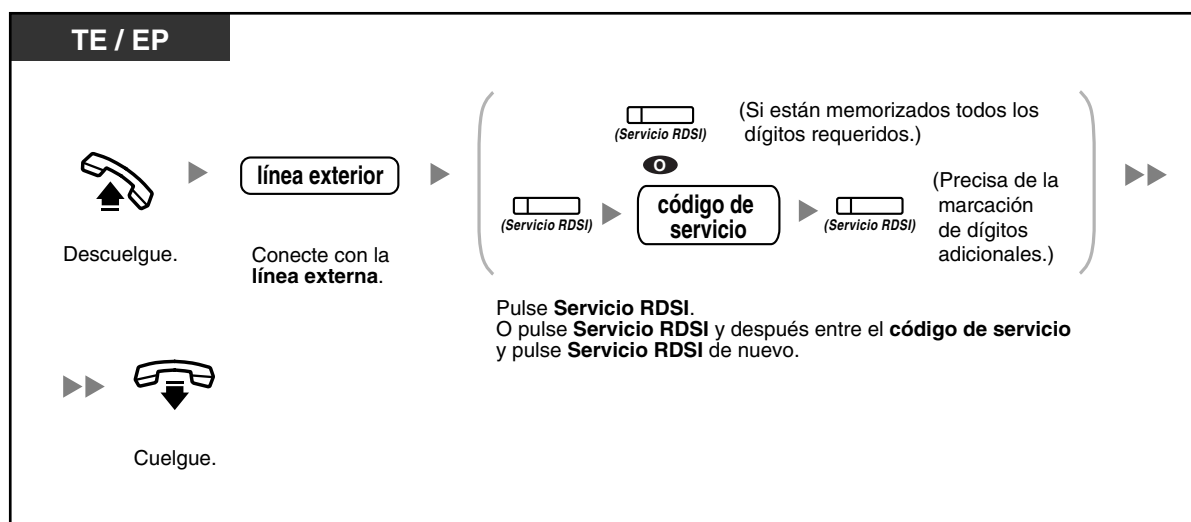 TE / EP
Descuelgue.
línea exterior
Conecte con la
línea externa.
(Servicio RDSI)
(Si están memorizados todos los
dígitos requeridos.)
O
(Servicio RDSI)
código de
servicio
(Servicio RDSI)
(Precisa de la
marcación
de dígitos
adicionales.)
Pulse Servicio RDSI.
O pulse Servicio RDSI y después entre el código de servicio
y pulse Servicio RDSI de nuevo.
Cuelgue.